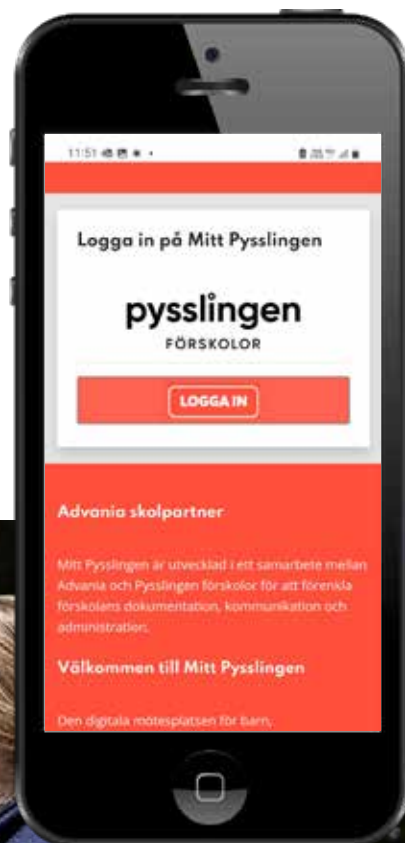 11:51
Logga in på Mitt Pysslingen
pysslingen
FÖRSKOLOR
LOGGA IN
Advania skolpartner
Mitt Pysslingen är utvecklad i ett samarbete mellan
Advania och Pysslingen förskolor för att förenkla
förskolans dokumentation, kommunikation och
administration.
Välkommen till Mitt Pysslingen
Den digitala mötesplatsen för barn,